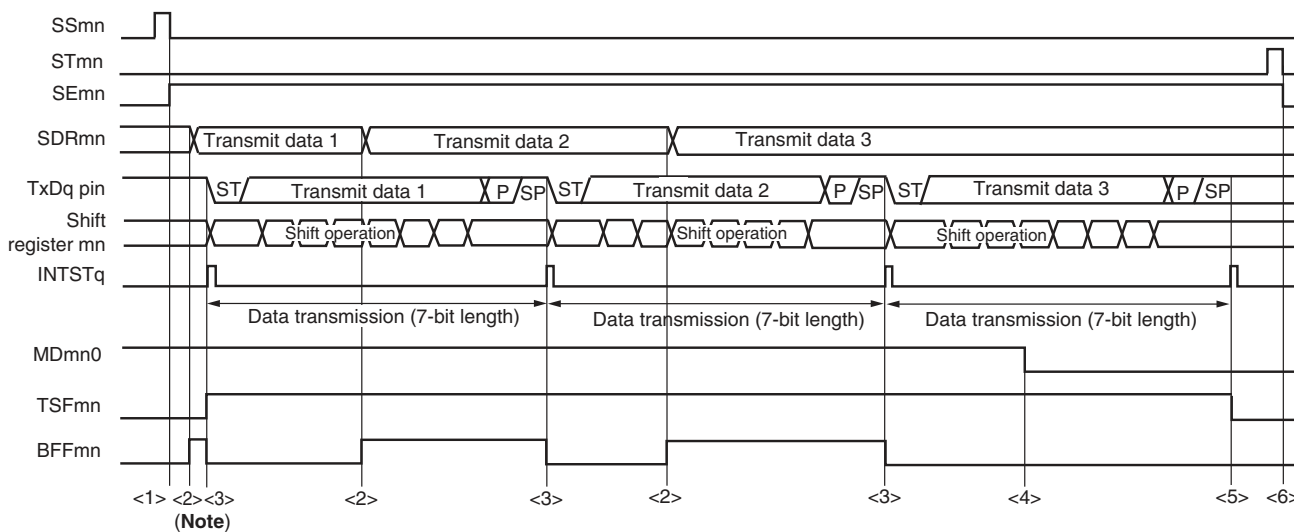 SSmn
STmn
SEmn
SDRmn Transmit data 1 Transmit data 2 Transmit data 3
TxDq pin ST Transmit data 1 P SP ST Transmit data 2 P SP ST Transmit data 3 P SP
Shift
register mn Shift operation Shift operation Shift operation
INTSTq
Data transmission (7-bit length) Data transmission (7-bit length) Data transmission (7-bit length)
MDmn0
TSFmn
BFFmn
<1> <2> <3> <2> <3> <2> <3> <4> <5> <6>
(Note)